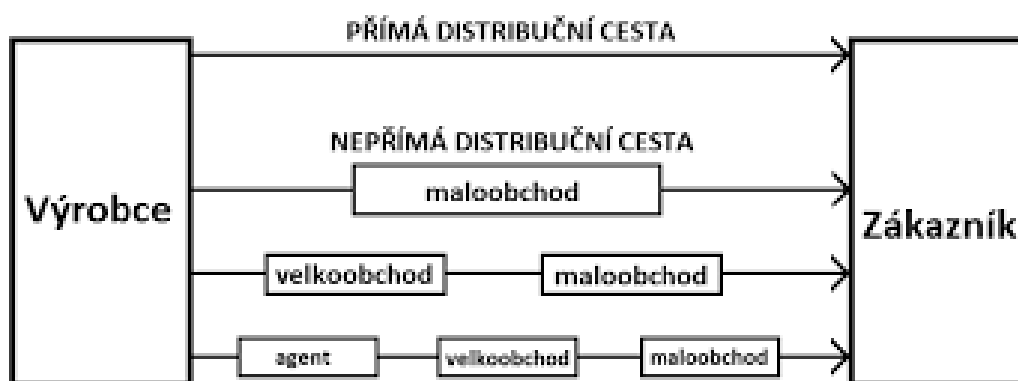 PŘÍMÁ DISTRIBUČNÍ CESTA
NEPŘÍMÁ DISTRIBUČNÍ CESTA
maloobchod
Výrobce
Zákazník
velkoobchod maloobchod
agent velkoobchod maloobchod